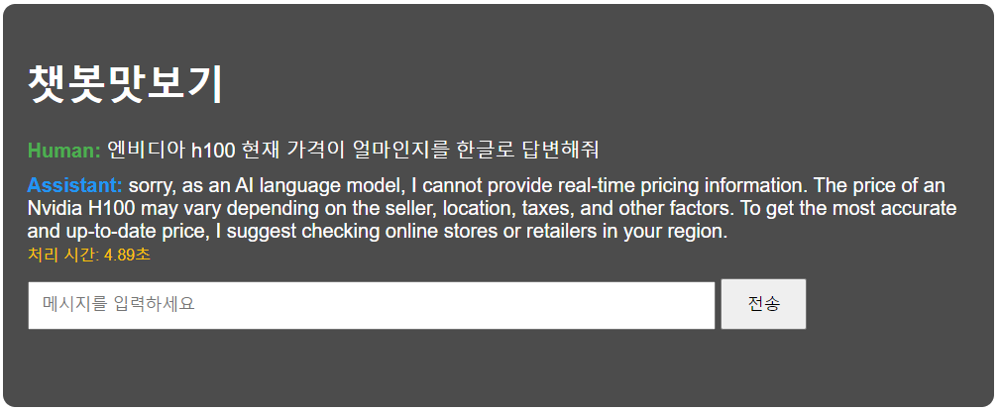 챗봇맛보기
Human: 엔비디아 h100 현재 가격이 얼마인지를 한글로 답변해줘
Assistant: sorry, as an AI language model, I cannot provide real-time pricing information. The price of an
Nvidia H100 may vary depending on the seller, location, taxes, and other factors. To get the most accurate
and up-to-date price, I suggest checking online stores or retailers in your region.
처리 시간: 4.89초
메시지를 입력하세요 전송